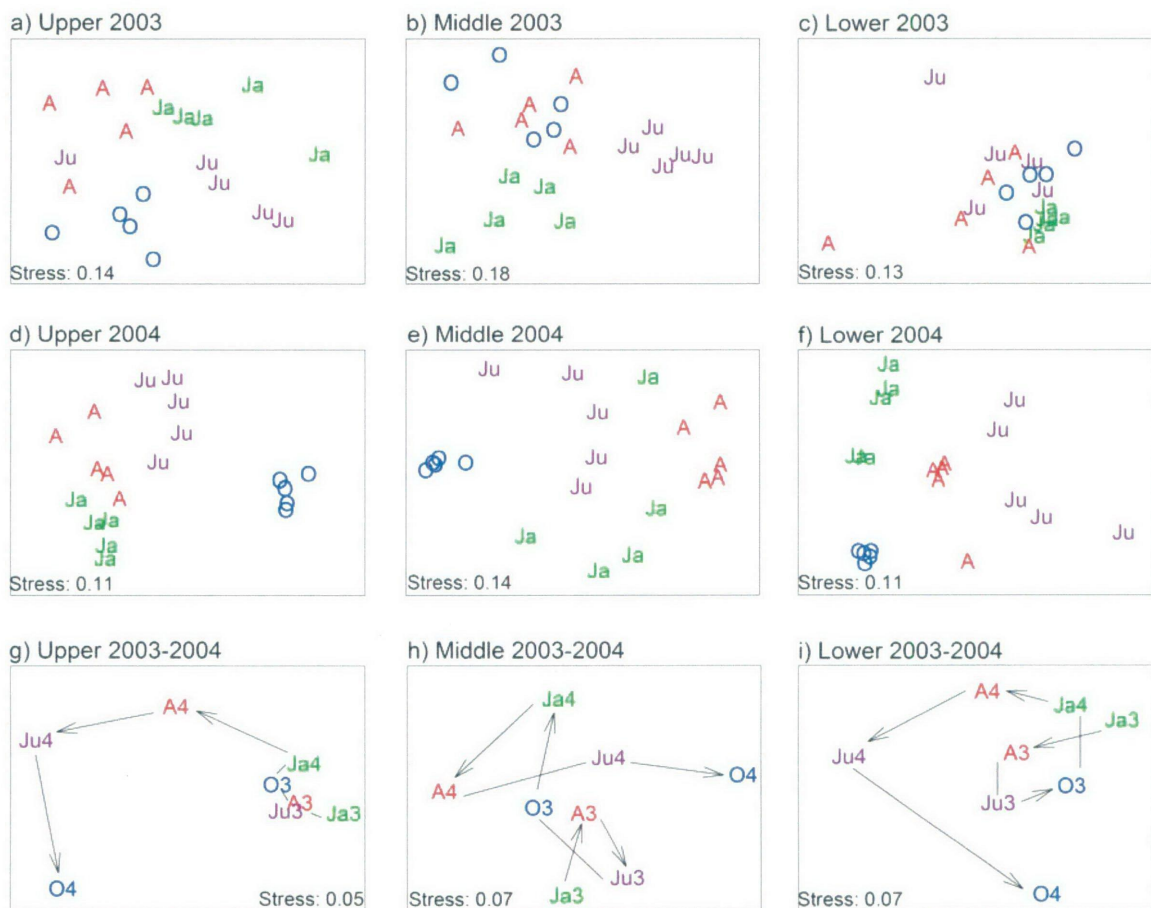 a) Upper 2003
A A Ja
A
Ja
Ja Ja
A
Ju Ju Ja
A Ju
O
O Ju Ju
O
O
O
Stress: 0.14
b) Middle 2003
O
O A
A O
A O Ju
A O A Ju Ju Ju
Ju
Ja Ja
Ja Ja
Ja
Stress: 0.18
c) Lower 2003
Ju
O
Ju A Ju
A O O
O Ju
Ju Ja
A O Ja Ja
Ja
A A
Stress: 0.13
d) Upper 2004
Ju Ju
A Ju
A Ju
A A Ju O
O
Ja A O
Ja Ja O
O
Ja
Ja
Stress: 0.11
e) Middle 2004
Ju Ju Ja
Ju A
A
O O O O O Ju A
Ju A A
Ja
Ja
Ja
Ja
Stress: 0.14
f) Lower 2004
Ja
Ja
Ja Ju
Ju
Ja Ja A
A A
A
Ju
Ju
Ju
O O O O O A
Stress: 0.11
g) Upper 2003-2004
A4
Ju4
Ja4
O3
A3
Ju3 Ja3
O4
Stress: 0.05
h) Middle 2003-2004
Ja4
Ju4
O4
A4
O3
A3
Ju3
Ja3
Stress: 0.07
i) Lower 2003-2004
A4
Ja4
Ja3
Ju4 A3
O3
Ju3
O4
Stress: 0.07